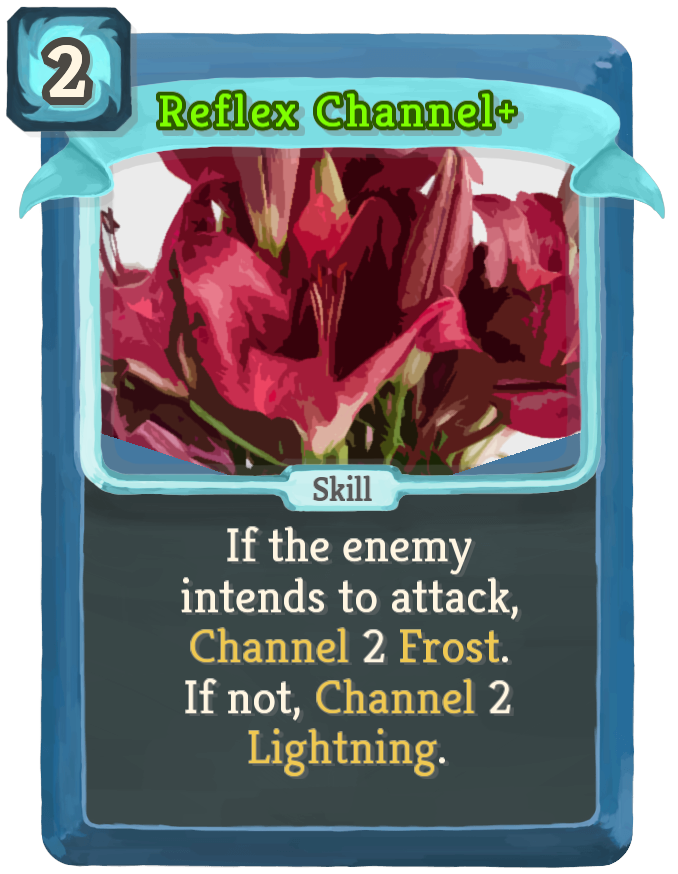 2
Reflex Channel+
Skill
If the enemy
intends to attack,
Channel 2 Frost.
If not, Channel 2
Lightning.